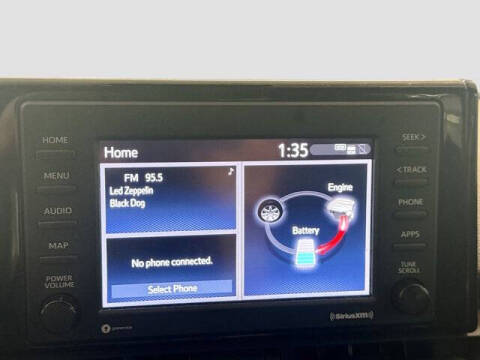 HOME
MENU
AUDIO
MAP
POWER
VOLUME
Home
1:35
FM 95.5
Led Zeppelin
Black Dog
No phone connected.
Select Phone
Engine
Battery
SEEK>
<TRACK
PHONE
APPS
TUNE
SCROLL
SiriusXM